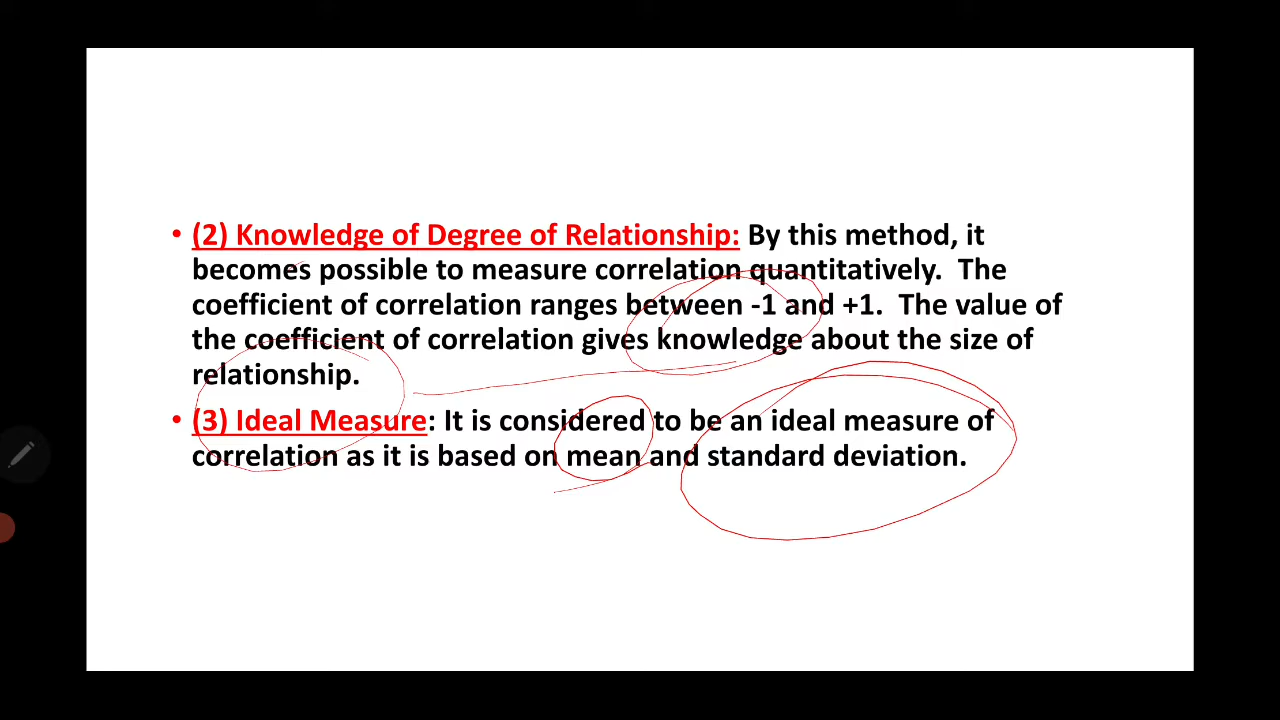 • (2) Knowledge of Degree of Relationship: By this method, it
becomes possible to measure correlation quantitatively.  The
coefficient of correlation ranges between -1 and +1.  The value of
the coefficient of correlation gives knowledge about the size of
relationship.
• (3) Ideal Measure: It is considered to be an ideal measure of
correlation as it is based on mean and standard deviation.